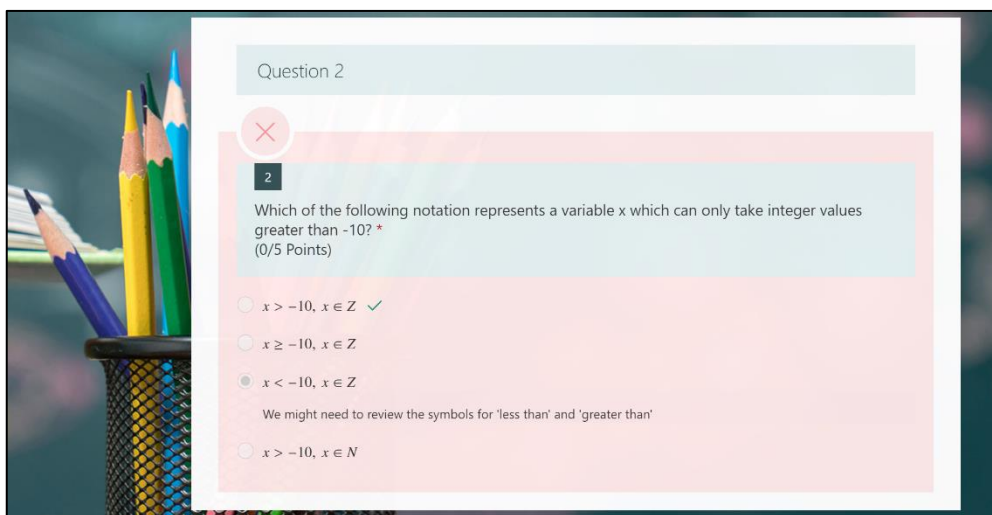 Question 2
2
Which of the following notation represents a variable x which can only take integer values
greater than -10? *
(0/5 Points)
x > −10, x ∈ Z
x ≥ −10, x ∈ Z
x < −10, x ∈ Z
We might need to review the symbols for 'less than' and 'greater than'
x > −10, x ∈ N